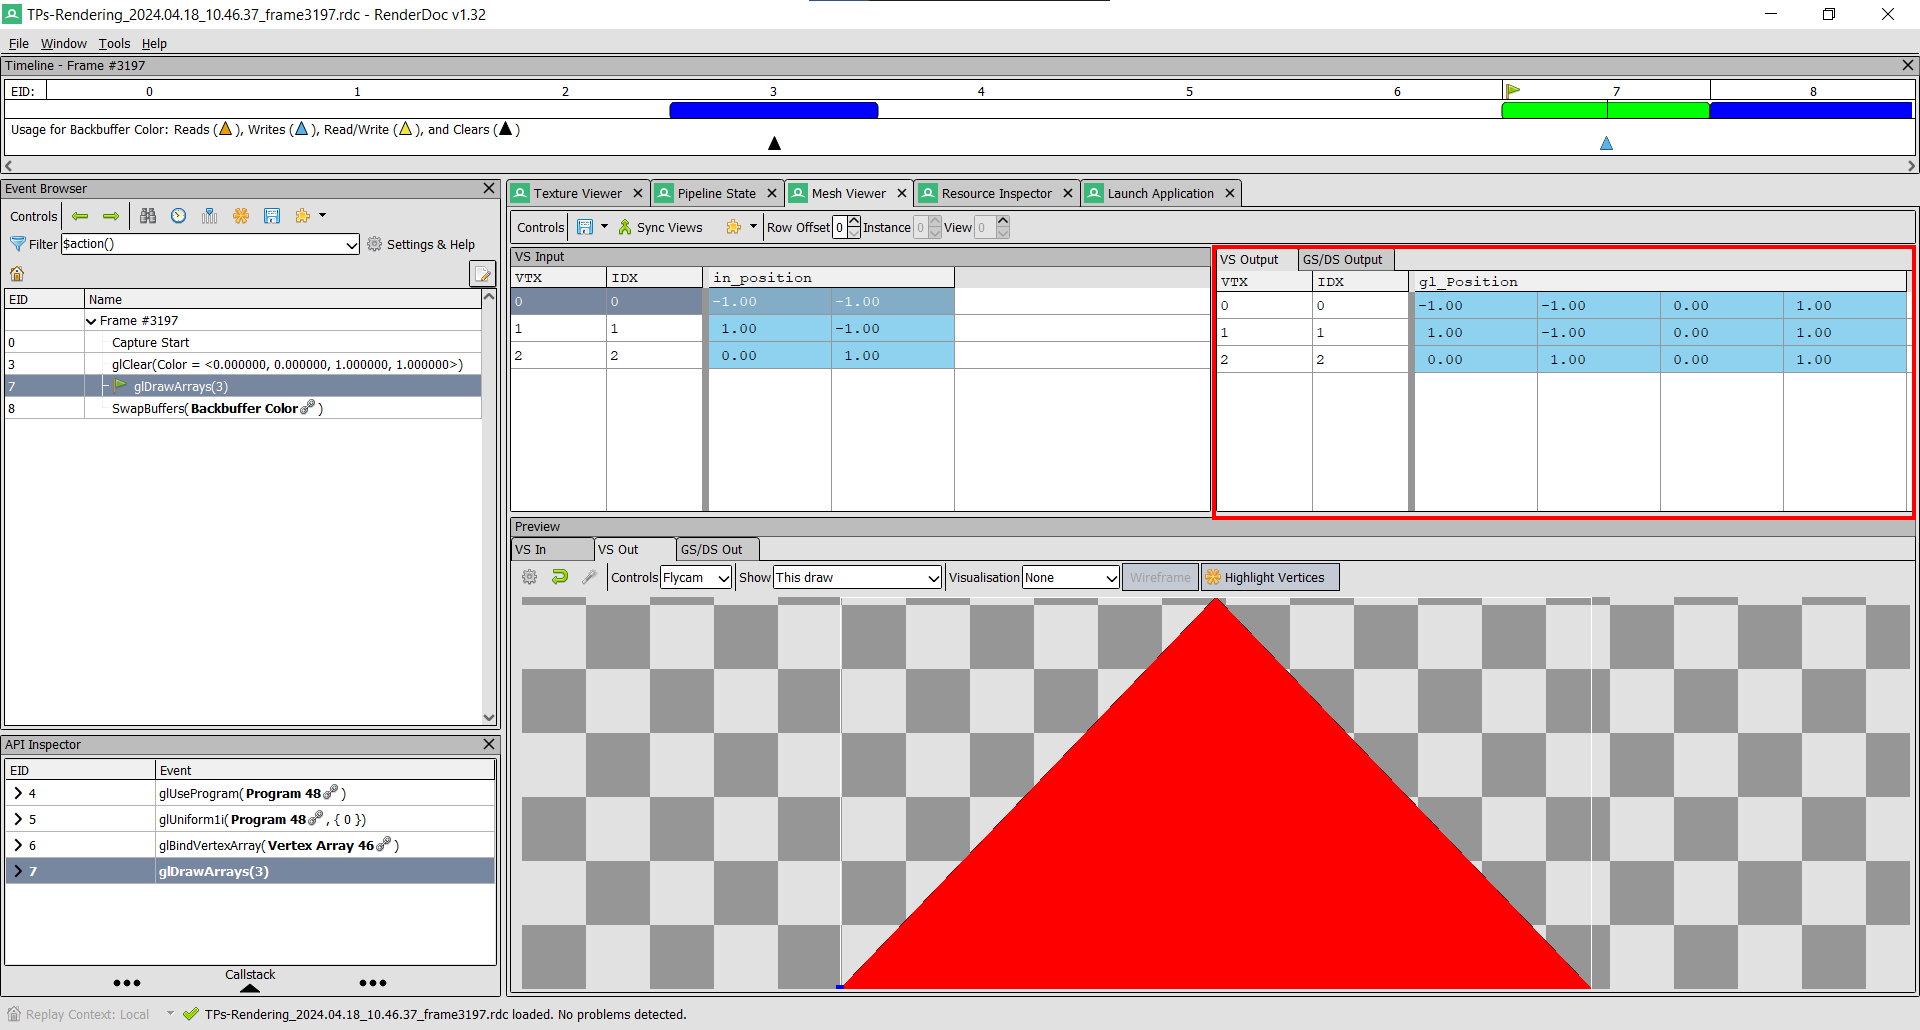 TPs-Rendering_2024.04.18_10.46.37_frame3197.rdc - RenderDoc v1.32
File Window Tools Help
Timeline - Frame #3197
EID: 0 1 2 3 4 5 6 7 8
Usage for Backbuffer Color: Reads ( ), Writes ( ), Read/Write ( ), and Clears ( )
Event Browser
Controls
Filter $action() Settings & Help
EID Name
Frame #3197
0 Capture Start
3 glClear(Color = <0.000000, 0.000000, 1.000000, 1.000000>)
7 glDrawArrays(3)
8 SwapBuffers(Backbuffer Color )
API Inspector
EID Event
4 glUseProgram(Program 48 )
5 glUniform1i(Program 48 , { 0 })
6 glBindVertexArray(Vertex Array 46 )
7 glDrawArrays(3)
Callstack
Texture Viewer Pipeline State Mesh Viewer Resource Inspector Launch Application
Controls Sync Views Row Offset 0 Instance 0 View 0
VS Input
VTX IDX in_position
0 0 -1.00 -1.00
1 1 1.00 -1.00
2 2 0.00 1.00
VS Output GS/DS Output
VTX IDX gl_Position
0 0 -1.00 -1.00 0.00 1.00
1 1 1.00 -1.00 0.00 1.00
2 2 0.00 1.00 0.00 1.00
Preview
VS In VS Out GS/DS Out
Controls Flycam Show This draw Visualisation None Wireframe Highlight Vertices
Replay Context: Local TPs-Rendering_2024.04.18_10.46.37_frame3197.rdc loaded. No problems detected.